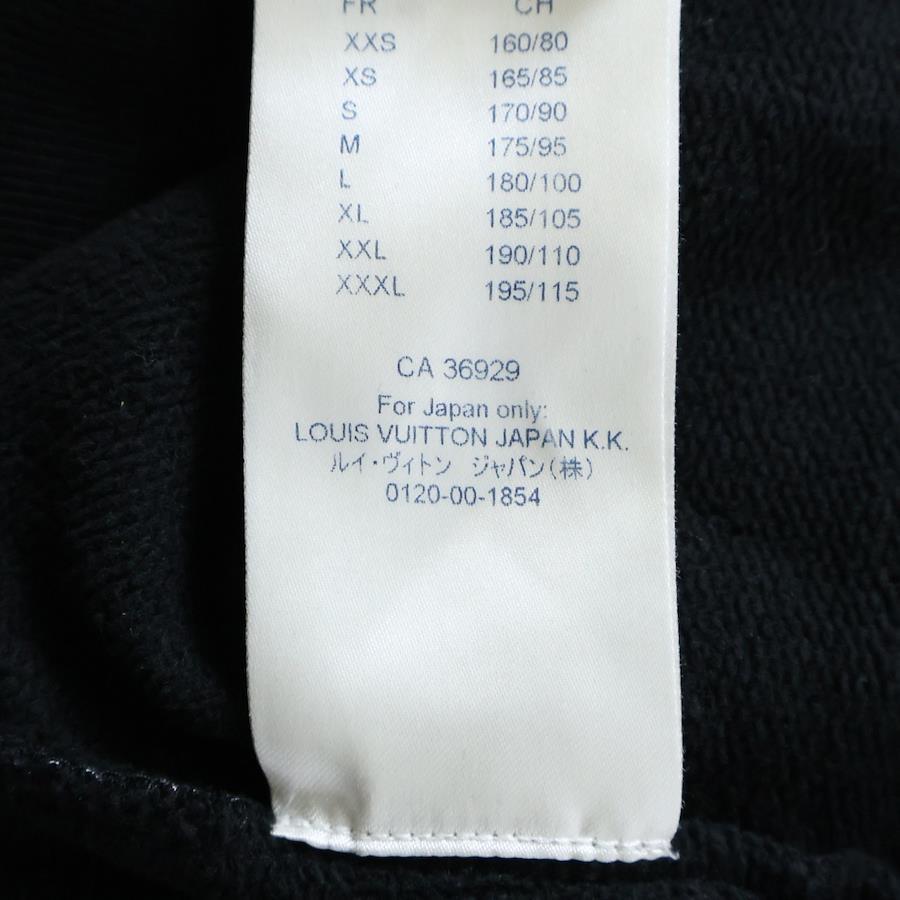 FR CH
XXS 160/80
XS 165/85
S 170/90
M 175/95
L 180/100
XL 185/105
XXL 190/110
XXXL 195/115
CA 36929
For Japan only:
LOUIS VUITTON JAPAN K.K.
ルイ・ヴィトン ジャパン(株)
0120-00-1854